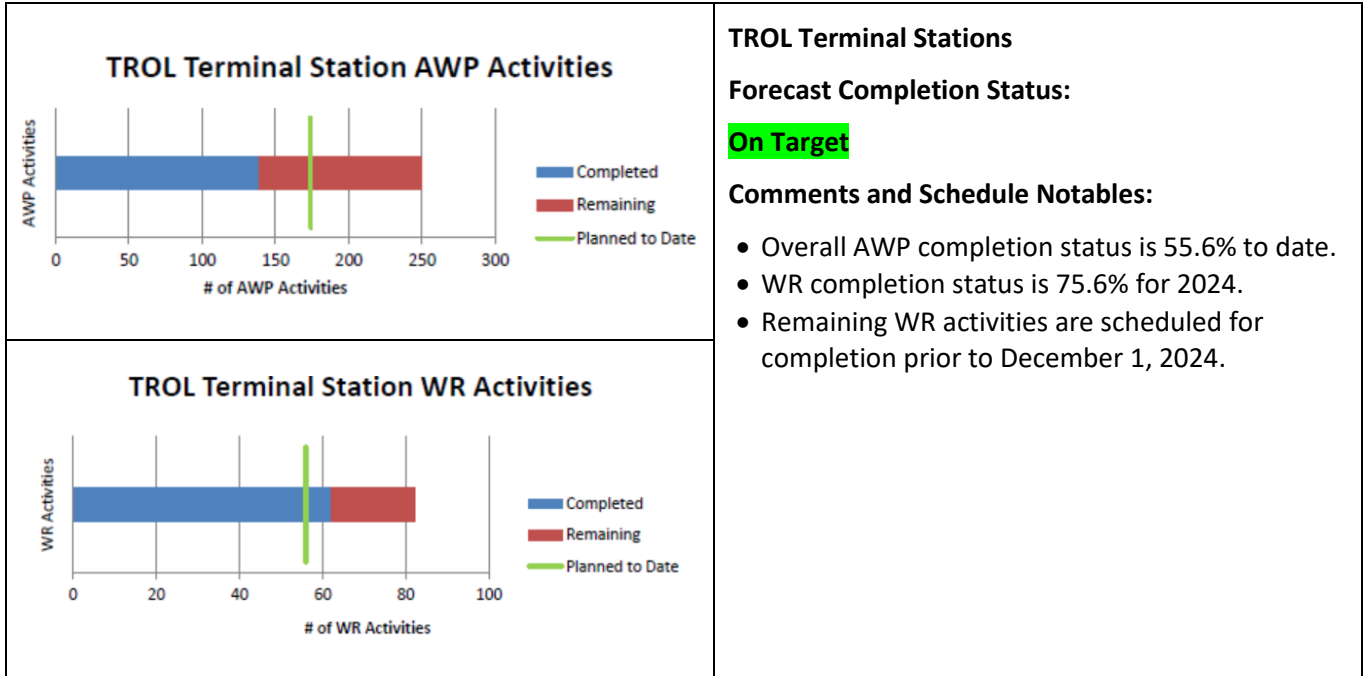 TROL Terminal Station AWP Activities
AWP Activities
Completed
Remaining
Planned to Date
0 50 100 150 200 250 300
# of AWP Activities
TROL Terminal Station WR Activities
WR Activities
Completed
Remaining
Planned to Date
0 20 40 60 80 100
# of WR Activities
TROL Terminal Stations
Forecast Completion Status:
On Target
Comments and Schedule Notables:
• Overall AWP completion status is 55.6% to date.
• WR completion status is 75.6% for 2024.
• Remaining WR activities are scheduled for
completion prior to December 1, 2024.